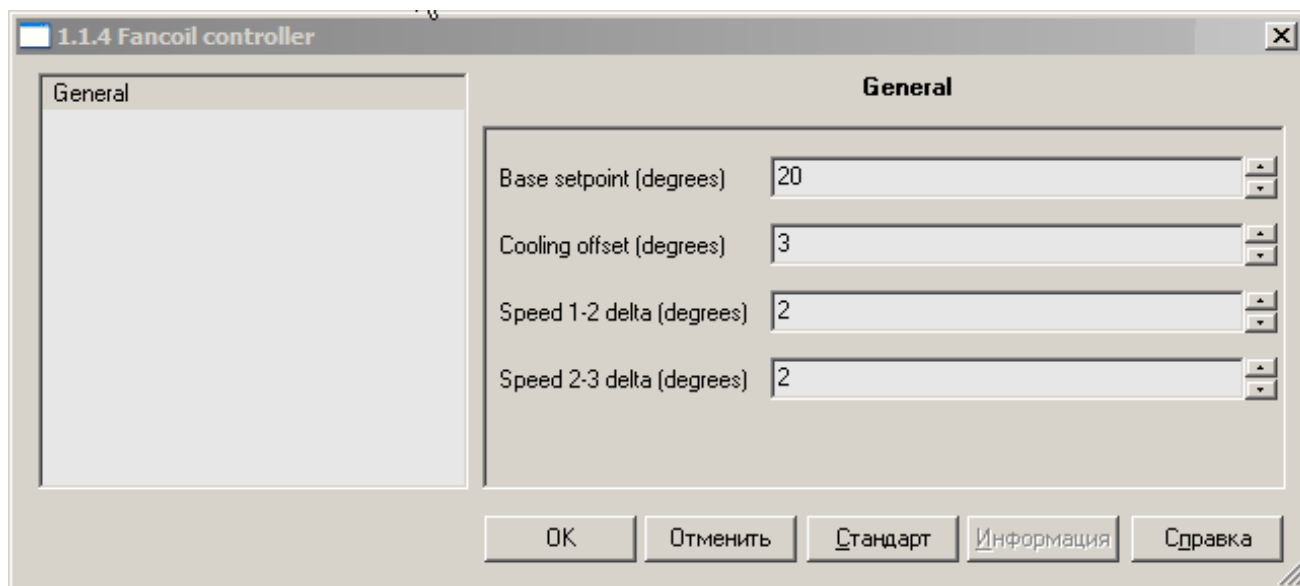 1.1.4 Fancoil controller
General
General
Base setpoint (degrees) 20
Cooling offset (degrees) 3
Speed 1-2 delta (degrees) 2
Speed 2-3 delta (degrees) 2
OK Отменить Стандарт Информация Справка